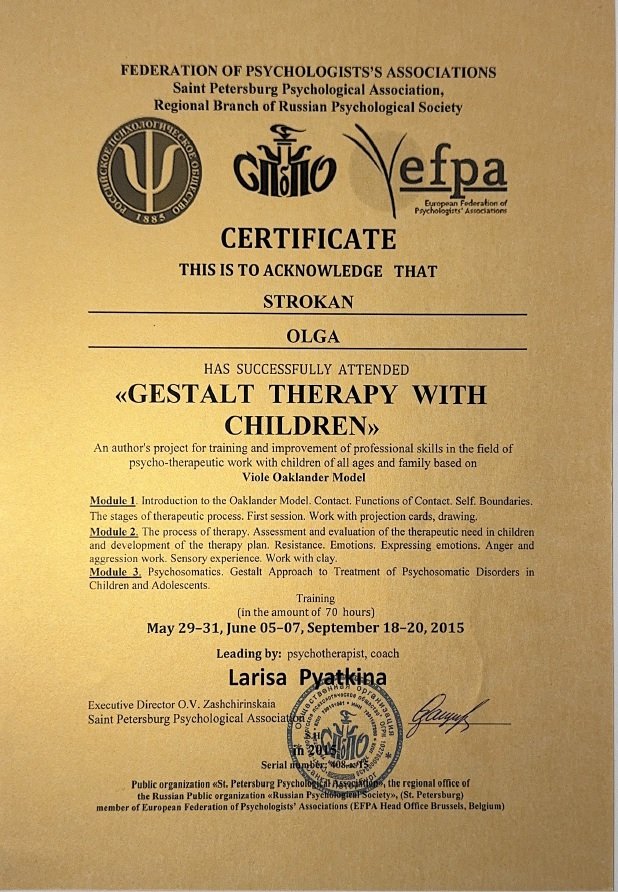 FEDERATION OF PSYCHOLOGISTS'S ASSOCIATIONS
Saint Petersburg Psychological Association,
Regional Branch of Russian Psychological Society
РОССИЙСКОЕ ПСИХОЛОГИЧЕСКОЕ ОБЩЕСТВО
1885
СПбПО
efpa
European Federation of
Psychologists' Associations
CERTIFICATE
THIS IS TO ACKNOWLEDGE THAT
STROKAN
OLGA
HAS SUCCESSFULLY ATTENDED
«GESTALT THERAPY WITH
CHILDREN»
An author's project for training and improvement of professional skills in the field of
psycho-therapeutic work with children of all ages and family based on
Viole Oaklander Model
Module 1. Introduction to the Oaklander Model. Contact. Functions of Contact. Self. Boundaries.
The stages of therapeutic process. First session. Work with projection cards, drawing.
Module 2. The process of therapy. Assessment and evaluation of the therapeutic need in children
and development of the therapy plan. Resistance. Emotions. Expressing emotions. Anger and
aggression work. Sensory experience. Work with clay.
Module 3. Psychosomatics. Gestalt Approach to Treatment of Psychosomatic Disorders in
Children and Adolescents.
Training
(in the amount of 70 hours)
May 29-31, June 05-07, September 18-20, 2015
Leading by: psychotherapist, coach
Larisa Pyatkina
Executive Director O.V. Zashchirinskaia
Saint Petersburg Psychological Association
общественная организация
СПбПО
in 2015
Serial number:
Public organization «St. Petersburg Psychological Association», the regional office of
the Russian Public organization «Russian Psychological Society», (St. Petersburg)
member of European Federation of Psychologists' Associations (EFPA Head Office Brussels, Belgium)